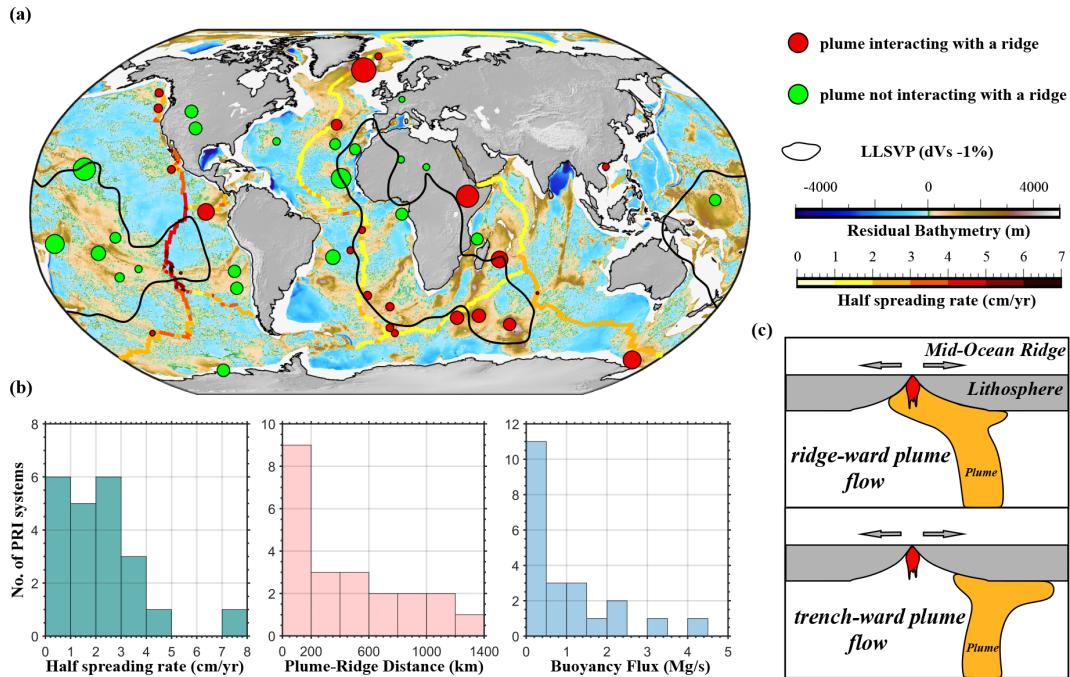 (a)
plume interacting with a ridge
plume not interacting with a ridge
LLSVP (dVs -1%)
-4000 0 4000
Residual Bathymetry (m)
0 1 2 3 4 5 6 7
Half spreading rate (cm/yr)
(b)
No. of PRI systems
8
6
4
2
0
0 1 2 3 4 5 6 7 8
Half spreading rate (cm/yr)
10
8
6
4
2
0
0 200 600 1000 1400
Plume-Ridge Distance (km)
12
10
8
6
4
2
0
0 1 2 3 4 5
Buoyancy Flux (Mg/s)
(c)
Mid-Ocean Ridge
Lithosphere
ridge-ward plume
flow
Plume
trench-ward plume
flow
Plume